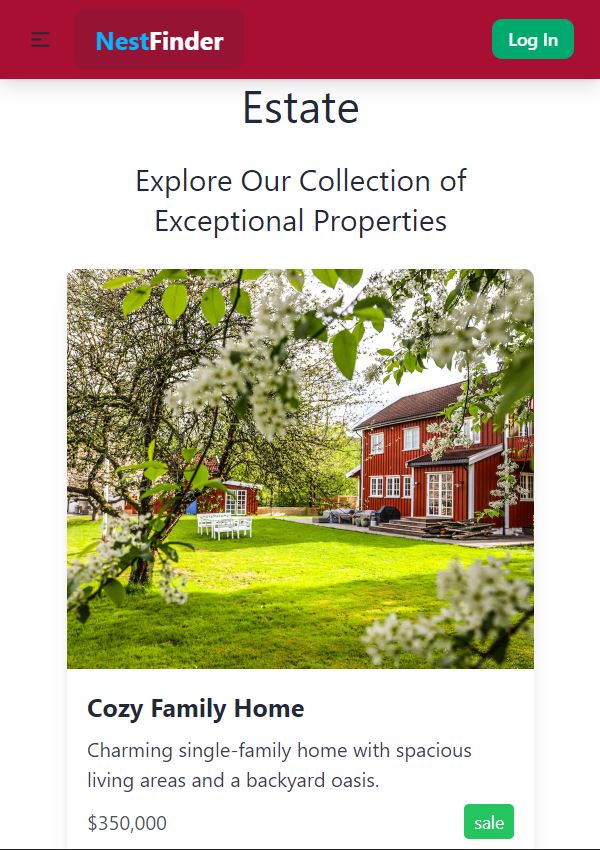 NestFinder
Log In
Estate
Explore Our Collection of
Exceptional Properties
Cozy Family Home
Charming single-family home with spacious
living areas and a backyard oasis.
$350,000
sale